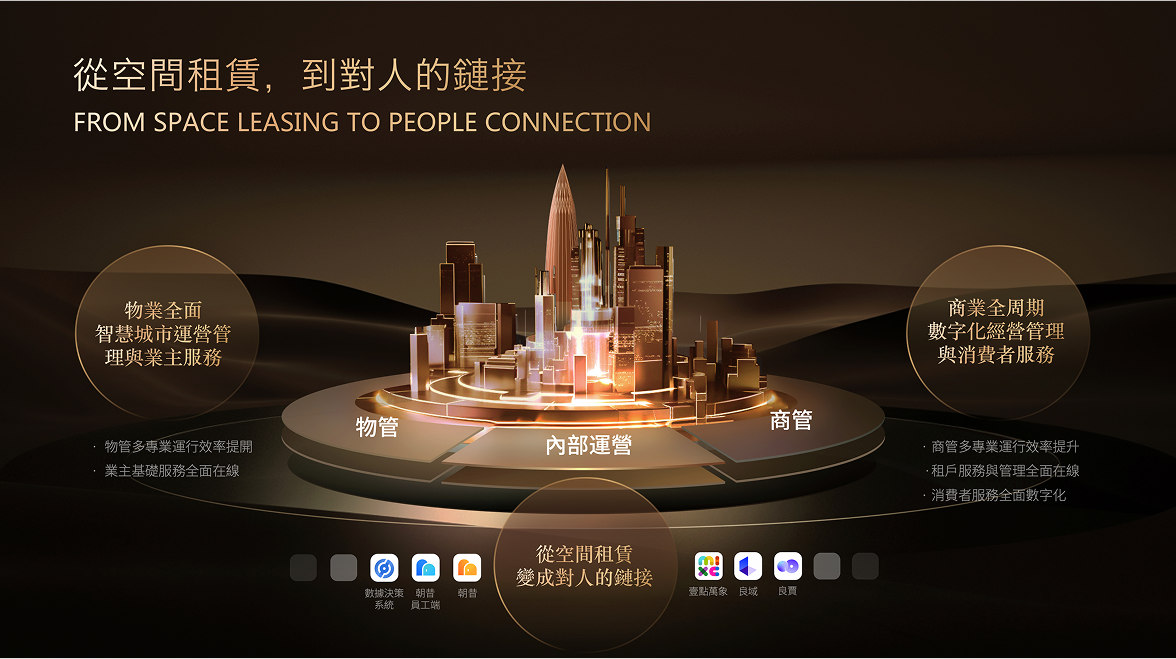 從空間租賃，到對人的鏈接
FROM SPACE LEASING TO PEOPLE CONNECTION
物業全面
智慧城市運營管
理與業主服務
· 物管多專業運行效率提開
· 業主基礎服務全面在線
物管
內部運營
商管
商業全周期
數字化經營管理
與消費者服務
· 商管多專業運行效率提升
·租戶服務與管理全面在線
· 消費者服務全面數字化
從空間租賃
變成對人的鏈接
數據決策
系統
朝昔
員工端
朝昔
mixc
壹點萬象
良域
良賈